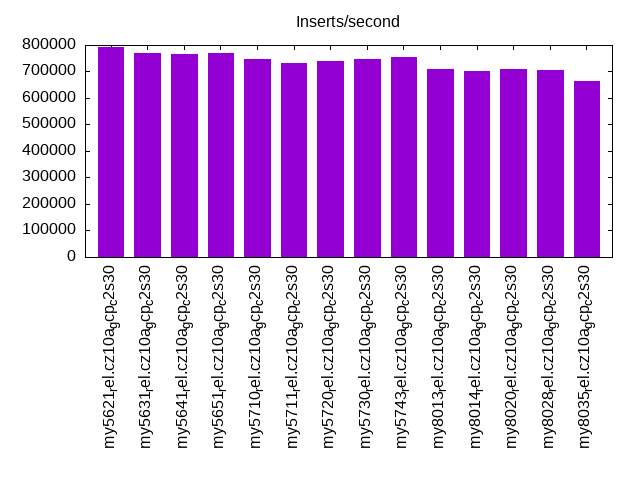 Inserts/second
800000
700000
600000
500000
400000
300000
200000
100000
0
my5621rel.cz10agcpc2s30
my5631rel.cz10agcpc2s30
my5641rel.cz10agcpc2s30
my5651rel.cz10agcpc2s30
my5710rel.cz10agcpc2s30
my5711rel.cz10agcpc2s30
my5720rel.cz10agcpc2s30
my5730rel.cz10agcpc2s30
my5743rel.cz10agcpc2s30
my8013rel.cz10agcpc2s30
my8014rel.cz10agcpc2s30
my8020rel.cz10agcpc2s30
my8028rel.cz10agcpc2s30
my8035rel.cz10agcpc2s30